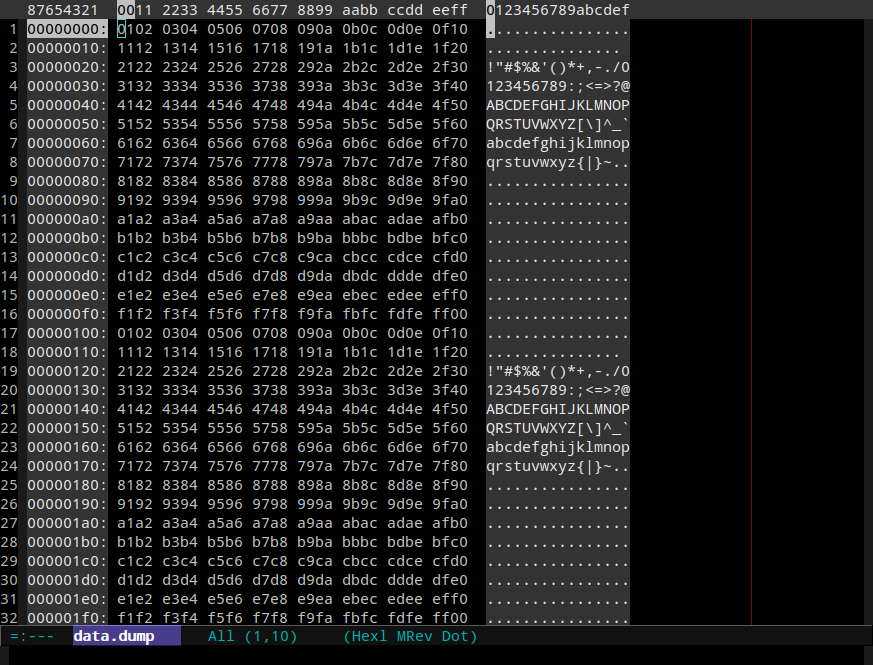 87654321  0011 2233 4455 6677 8899 aabb ccdd eeff  0123456789abcdef
1 00000000: 0102 0304 0506 0708 090a 0b0c 0d0e 0f10  ................
2 00000010: 1112 1314 1516 1718 191a 1b1c 1d1e 1f20  ...............
3 00000020: 2122 2324 2526 2728 292a 2b2c 2d2e 2f30  !"#$%&'()*+,-./0
4 00000030: 3132 3334 3536 3738 393a 3b3c 3d3e 3f40  123456789:;<=>?@
5 00000040: 4142 4344 4546 4748 494a 4b4c 4d4e 4f50  ABCDEFGHIJKLMNOP
6 00000050: 5152 5354 5556 5758 595a 5b5c 5d5e 5f60  QRSTUVWXYZ[\]^_`
7 00000060: 6162 6364 6566 6768 696a 6b6c 6d6e 6f70  abcdefghijklmnop
8 00000070: 7172 7374 7576 7778 797a 7b7c 7d7e 7f80  qrstuvwxyz{|}~..
9 00000080: 8182 8384 8586 8788 898a 8b8c 8d8e 8f90  ................
10 00000090: 9192 9394 9596 9798 999a 9b9c 9d9e 9fa0  ................
11 000000a0: a1a2 a3a4 a5a6 a7a8 a9aa abac adae afb0  ................
12 000000b0: b1b2 b3b4 b5b6 b7b8 b9ba bbbc bdbe bfc0  ................
13 000000c0: c1c2 c3c4 c5c6 c7c8 c9ca cbcc cdce cfd0  ................
14 000000d0: d1d2 d3d4 d5d6 d7d8 d9da dbdc ddde dfe0  ................
15 000000e0: e1e2 e3e4 e5e6 e7e8 e9ea ebec edee eff0  ................
16 000000f0: f1f2 f3f4 f5f6 f7f8 f9fa fbfc fdfe ff00  ................
17 00000100: 0102 0304 0506 0708 090a 0b0c 0d0e 0f10  ................
18 00000110: 1112 1314 1516 1718 191a 1b1c 1d1e 1f20  ...............
19 00000120: 2122 2324 2526 2728 292a 2b2c 2d2e 2f30  !"#$%&'()*+,-./0
20 00000130: 3132 3334 3536 3738 393a 3b3c 3d3e 3f40  123456789:;<=>?@
21 00000140: 4142 4344 4546 4748 494a 4b4c 4d4e 4f50  ABCDEFGHIJKLMNOP
22 00000150: 5152 5354 5556 5758 595a 5b5c 5d5e 5f60  QRSTUVWXYZ[\]^_`
23 00000160: 6162 6364 6566 6768 696a 6b6c 6d6e 6f70  abcdefghijklmnop
24 00000170: 7172 7374 7576 7778 797a 7b7c 7d7e 7f80  qrstuvwxyz{|}~..
25 00000180: 8182 8384 8586 8788 898a 8b8c 8d8e 8f90  ................
26 00000190: 9192 9394 9596 9798 999a 9b9c 9d9e 9fa0  ................
27 000001a0: a1a2 a3a4 a5a6 a7a8 a9aa abac adae afb0  ................
28 000001b0: b1b2 b3b4 b5b6 b7b8 b9ba bbbc bdbe bfc0  ................
29 000001c0: c1c2 c3c4 c5c6 c7c8 c9ca cbcc cdce cfd0  ................
30 000001d0: d1d2 d3d4 d5d6 d7d8 d9da dbdc ddde dfe0  ................
31 000001e0: e1e2 e3e4 e5e6 e7e8 e9ea ebec edee eff0  ................
32 000001f0: f1f2 f3f4 f5f6 f7f8 f9fa fbfc fdfe ff00  ................
=:---  data.dump      All (1,10)     (Hexl MRev Dot)